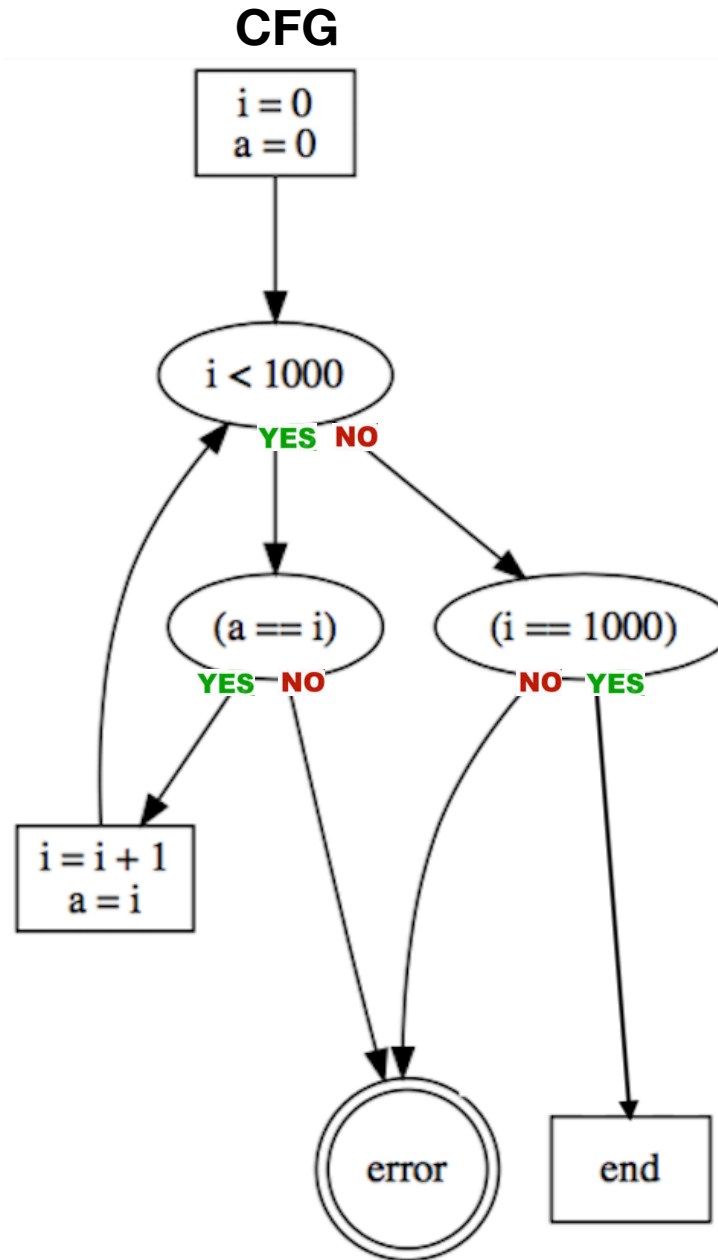 CFG
i = 0
a = 0
i < 1000
YES NO
(a == i)
(i == 1000)
YES NO
NO YES
i = i + 1
a = i
error
end